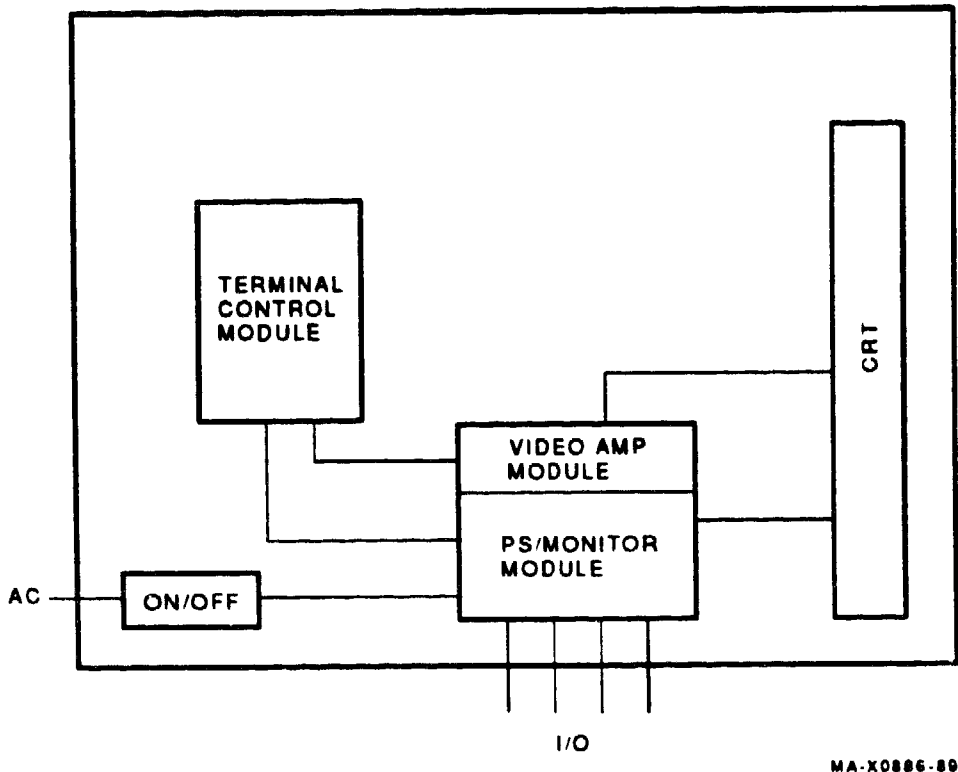 TERMINAL
CONTROL
MODULE
CRT
VIDEO AMP
MODULE
PS/MONITOR
MODULE
AC
ON/OFF
I/O
MA-X0886-89